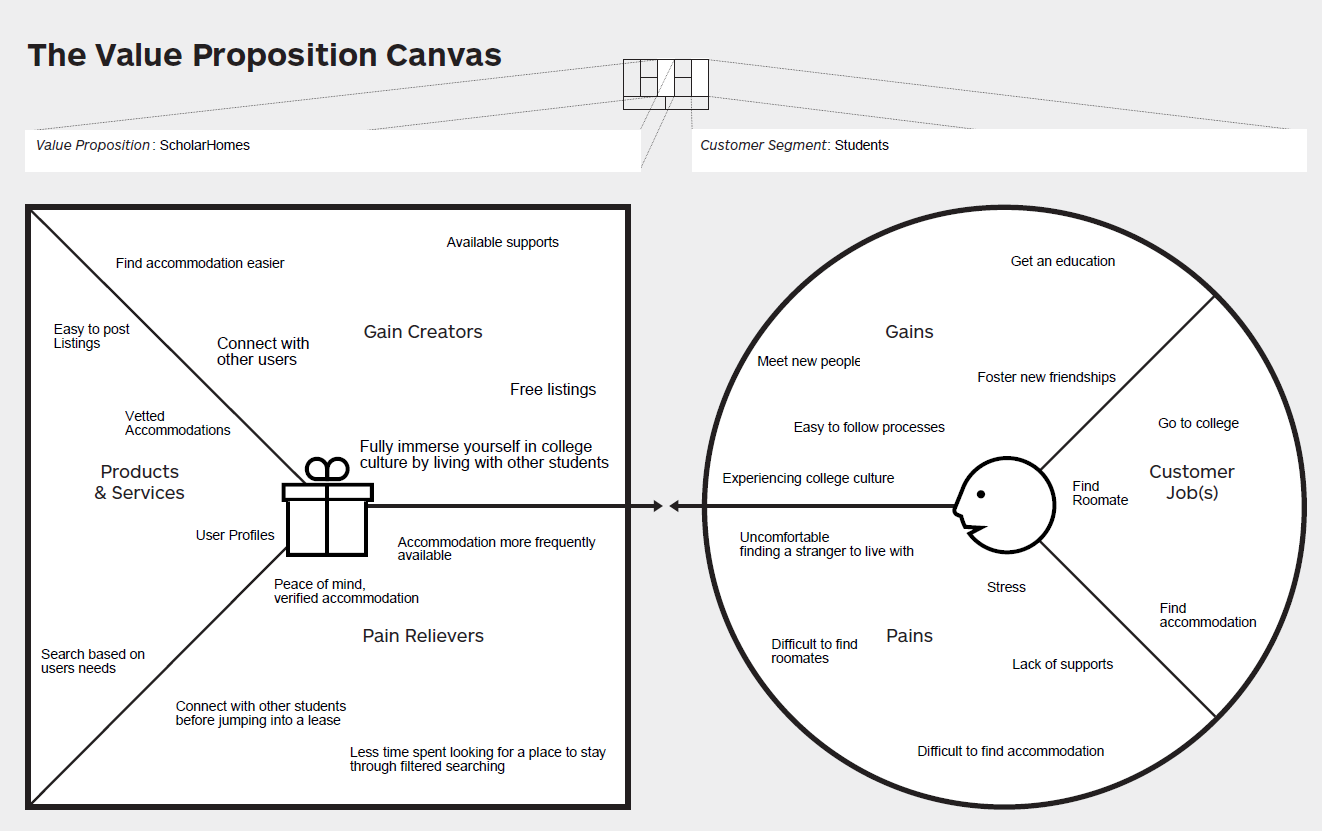 The Value Proposition Canvas
Value Proposition : ScholarHomes
Customer Segment: Students
Available supports
Find accommodation easier
Easy to post
Listings
Gain Creators
Connect with
other users
Free listings
Vetted
Accommodations
Fully immerse yourself in college
culture by living with other students
Products
& Services
User Profiles
Accommodation more frequently
available
Peace of mind,
verified accommodation
Pain Relievers
Search based on
users needs
Connect with other students
before jumping into a lease
Less time spent looking for a place to stay
through filtered searching
Get an education
Gains
Meet new people
Foster new friendships
Easy to follow processes
Experiencing college culture
Go to college
Customer
Job(s)
Find
Roomate
Find
accommodation
Uncomfortable
finding a stranger to live with
Stress
Pains
Difficult to find
roomates
Lack of supports
Difficult to find accommodation